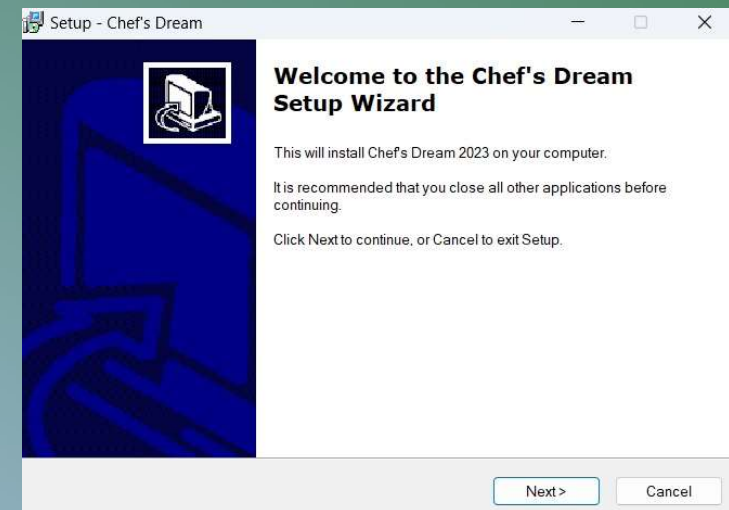 Setup - Chef's Dream
Welcome to the Chef's Dream
Setup Wizard
This will install Chef's Dream 2023 on your computer.
It is recommended that you close all other applications before
continuing.
Click Next to continue, or Cancel to exit Setup.
Next >
Cancel